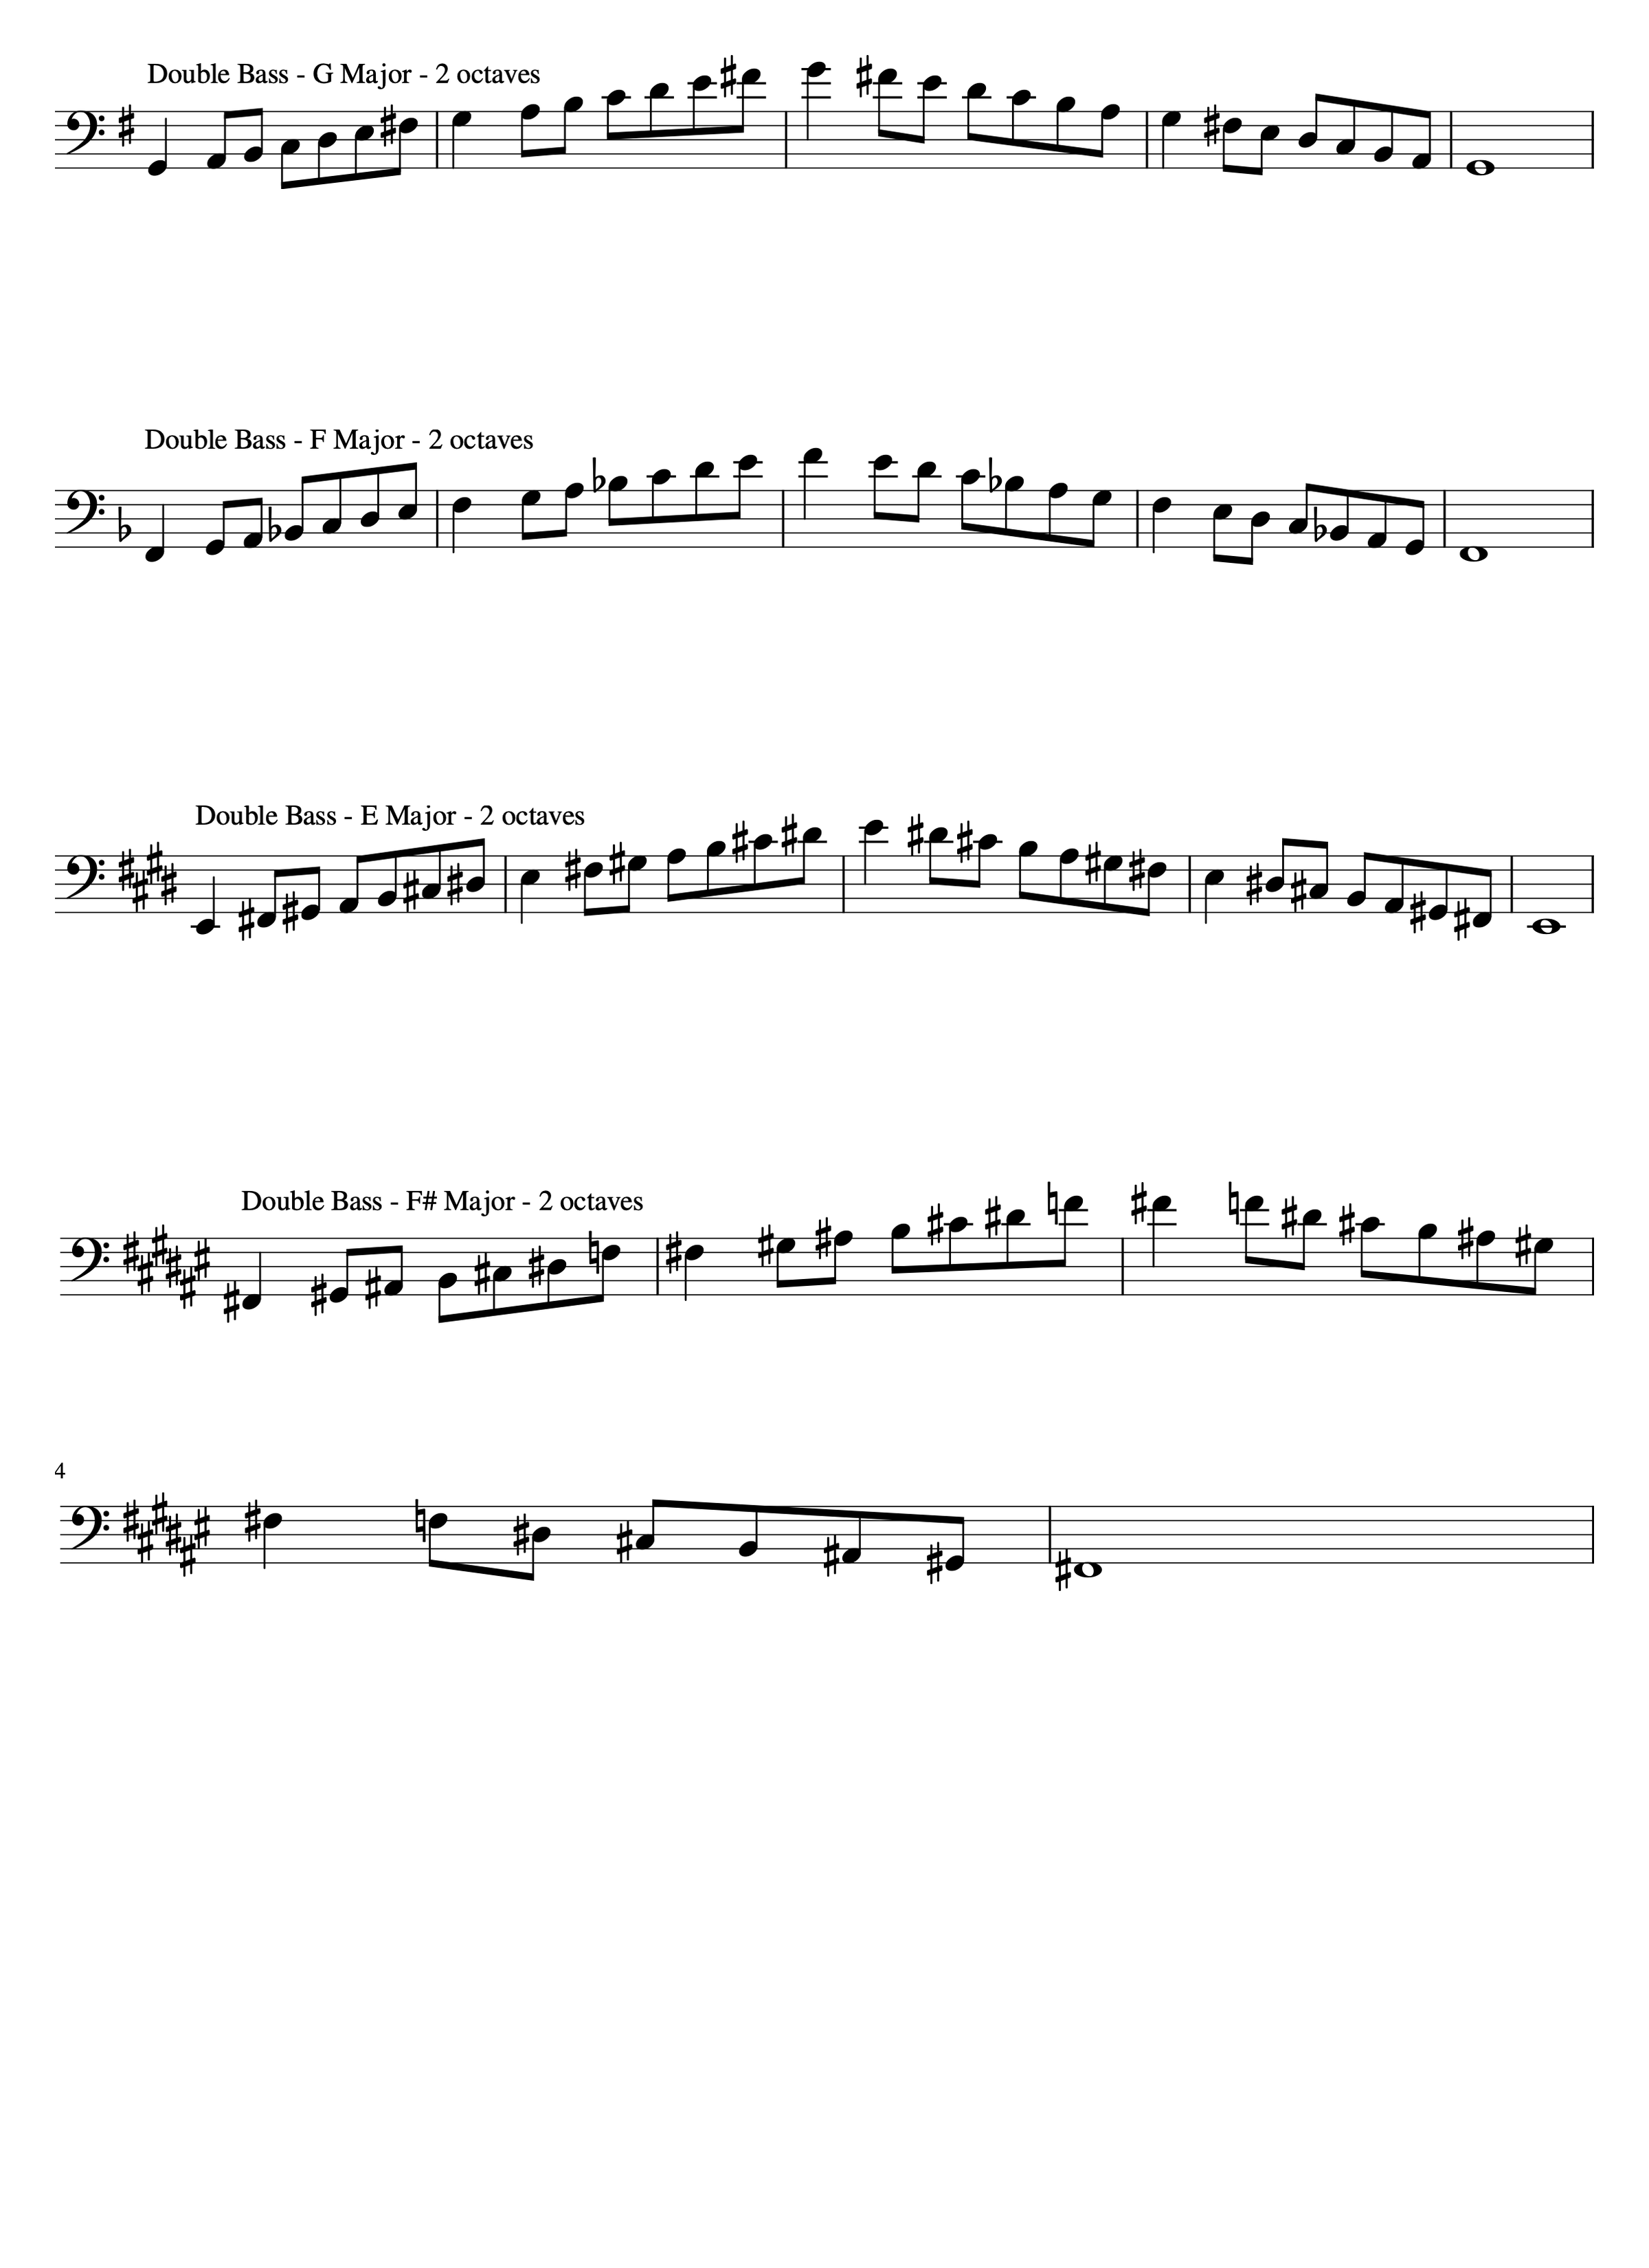 Double Bass - G Major - 2 octaves
Double Bass - F Major - 2 octaves
Double Bass - E Major - 2 octaves
Double Bass - F# Major - 2 octaves
4